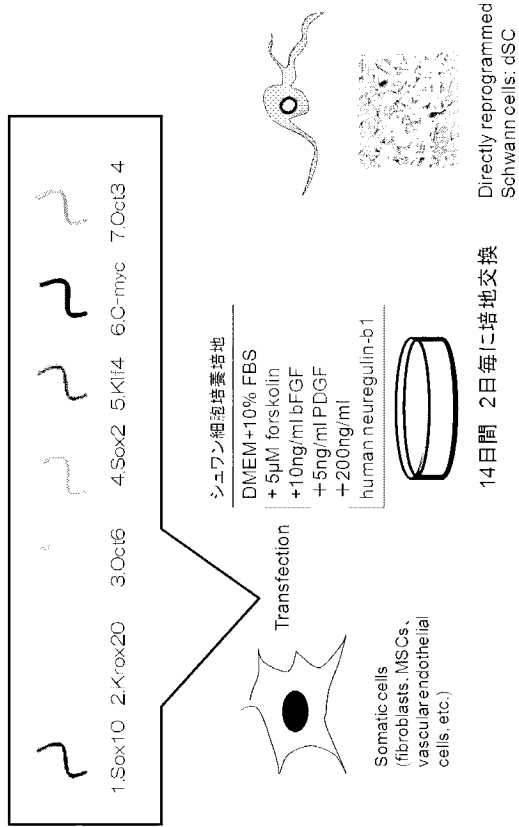 1.Sox10 2.Krox20 3.Oct6 4.Sox2 5.Klf4 6.C-myc 7.Oct3 4
Transfection
Somatic cells
(fibroblasts, MSCs,
vascular endothelial
cells, etc.)
シュワン細胞培養培地
DMEM+10% FBS
+ 5μM forskolin
+10ng/ml bFGF
+5ng/ml PDGF
+200ng/ml
human neuregulin-b1
14日間 2日毎に培地交換
Directly reprogrammed
Schwann cells: dSC